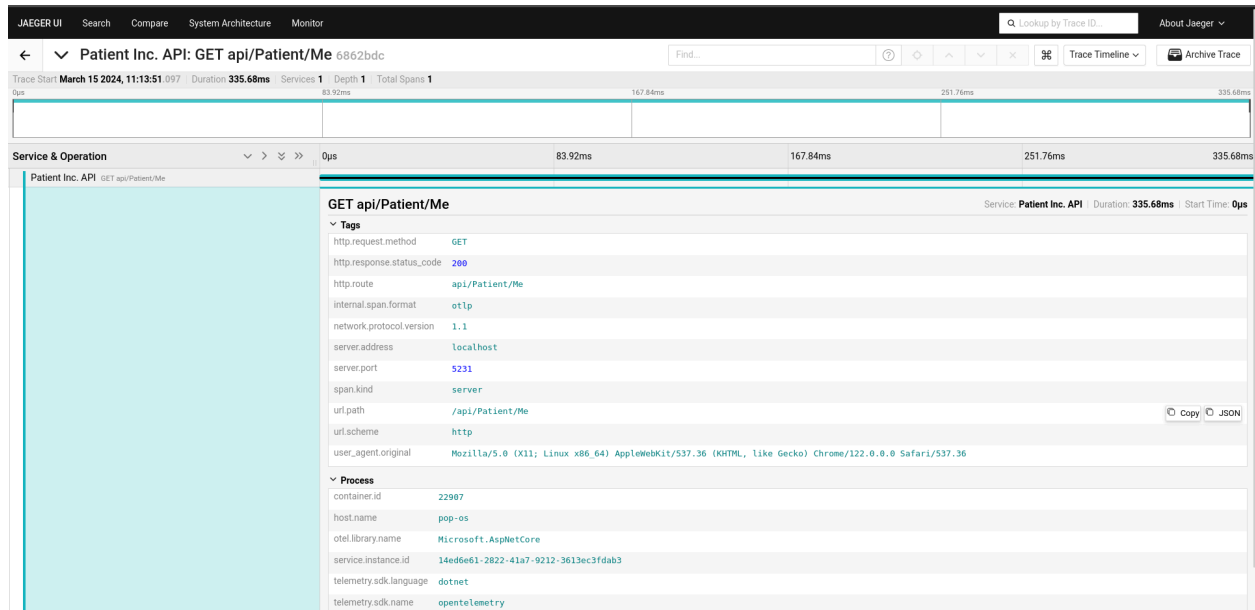 JAEGER UI Search Compare System Architecture Monitor Lookup by Trace ID... About Jaeger
Patient Inc. API: GET api/Patient/Me 6862bdc Find... Trace Timeline Archive Trace
Trace Start March 15 2024, 11:13:51.097 Duration 335.68ms Services 1 Depth 1 Total Spans 1
0μs 83.92ms 167.84ms 251.76ms 335.68ms
Service & Operation 0μs 83.92ms 167.84ms 251.76ms 335.68ms
Patient Inc. API GET api/Patient/Me
GET api/Patient/Me Service: Patient Inc. API Duration: 335.68ms Start Time: 0μs
Tags
http.request.method GET
http.response.status_code 200
http.route api/Patient/Me
internal.span.format otlp
network.protocol.version 1.1
server.address localhost
server.port 5231
span.kind server
url.path /api/Patient/Me Copy JSON
url.scheme http
user_agent.original Mozilla/5.0 (X11; Linux x86_64) AppleWebKit/537.36 (KHTML, like Gecko) Chrome/122.0.0.0 Safari/537.36
Process
container.id 22907
host.name pop-os
otel.library.name Microsoft.AspNetCore
service.instance.id 14ed6e61-2822-41a7-9212-3613ec3fdab3
telemetry.sdk.language dotnet
telemetry.sdk.name opentelemetry